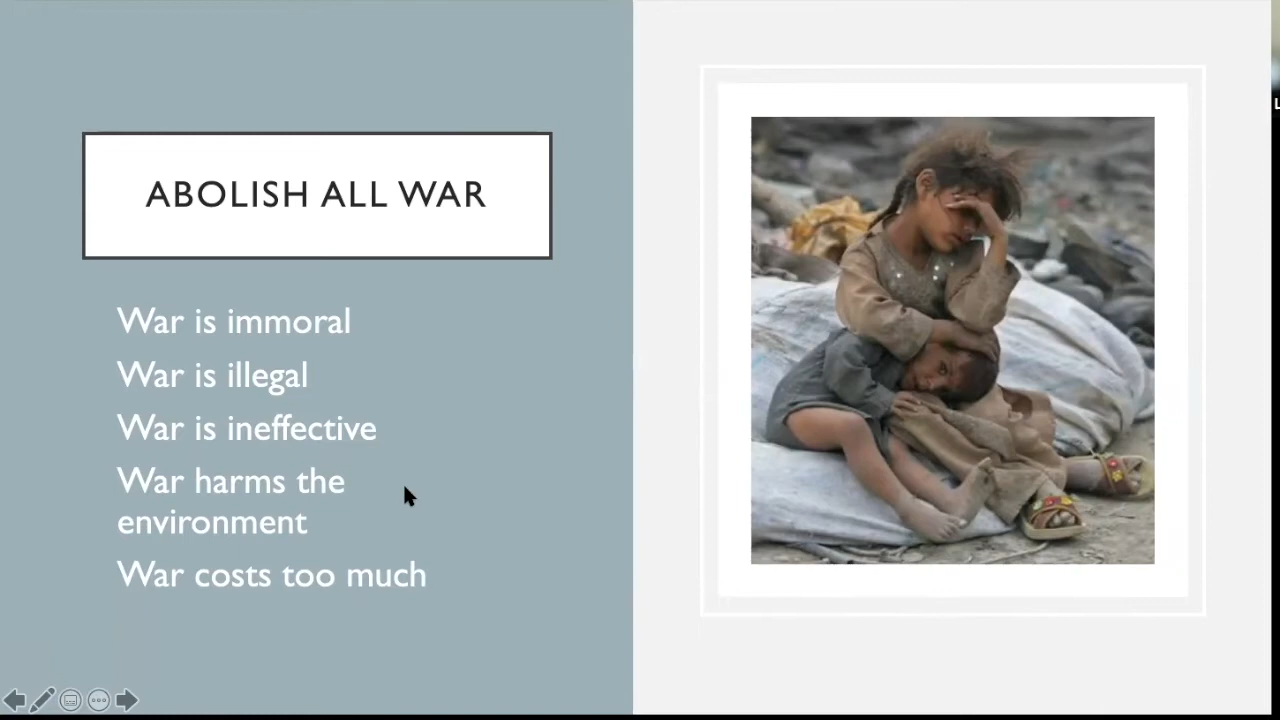 ABOLISH ALL WAR
War is immoral
War is illegal
War is ineffective
War harms the
environment
War costs too much
L